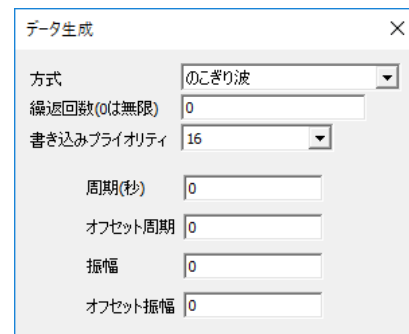 データ生成
方式 のこぎり波
繰返回数(0は無限) 0
書き込みプライオリティ 16
周期(秒) 0
オフセット周期 0
振幅 0
オフセット振幅 0